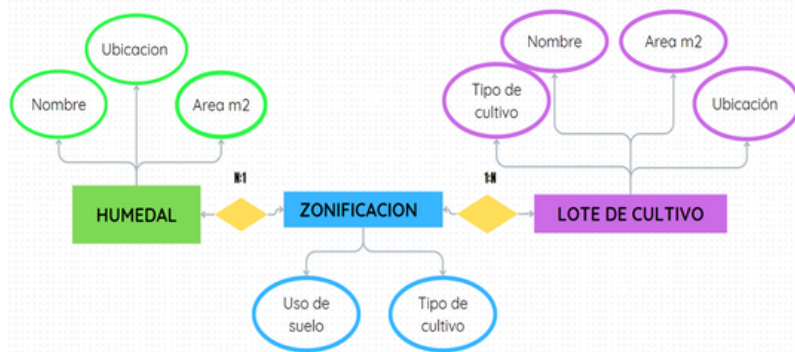 Ubicacion
Nombre
Area m2
Nombre
Area m2
Tipo de
cultivo
Ubicación
N:1
1:N
HUMEDAL
ZONIFICACION
LOTE DE CULTIVO
Uso de
suelo
Tipo de
cultivo